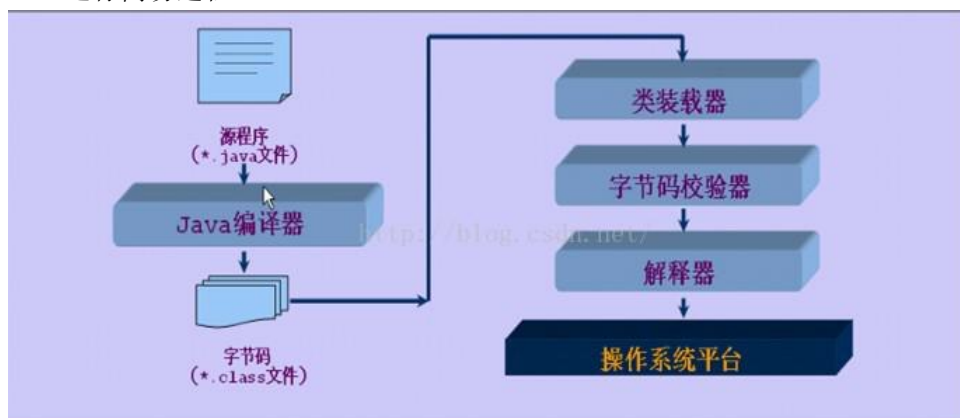 源程序
(*.java文件)
Java编译器
字节码
(*.class文件)
类装载器
字节码校验器
http://blog.csdn.net/
解释器
操作系统平台